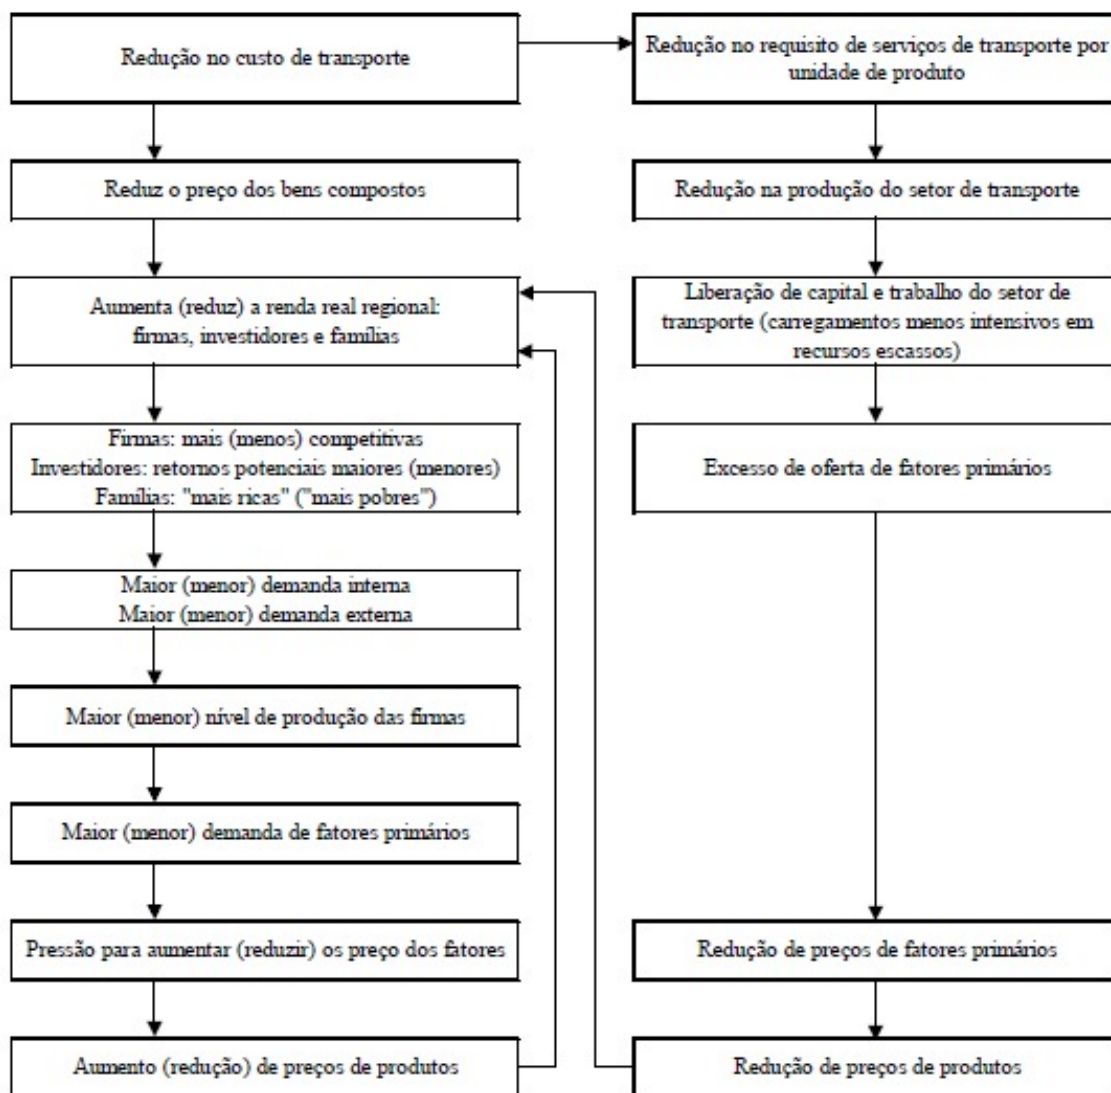 Redução no custo de transporte
Redução no requisito de serviços de transporte por
unidade de produto
Reduz o preço dos bens compostos
Redução na produção do setor de transporte
Aumenta (reduz) a renda real regional:
firmas, investidores e famílias
Liberação de capital e trabalho do setor de
transporte (carregamentos menos intensivos em
recursos escassos)
Firmas: mais (menos) competitivas
Investidores: retornos potenciais maiores (menores)
Famílias: "mais ricas" ("mais pobres")
Excesso de oferta de fatores primários
Maior (menor) demanda interna
Maior (menor) demanda externa
Maior (menor) nível de produção das firmas
Maior (menor) demanda de fatores primários
Pressão para aumentar (reduzir) os preço dos fatores
Redução de preços de fatores primários
Aumento (redução) de preços de produtos
Redução de preços de produtos